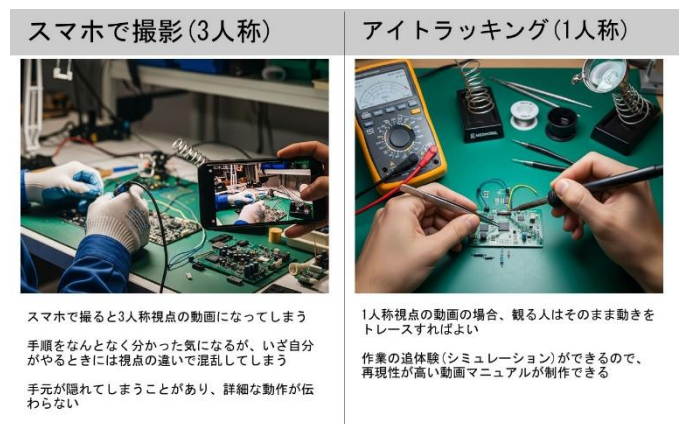 スマホで撮影(3人称)
アイトラッキング(1人称)
スマホで撮ると3人称視点の動画になってしまう
手順をなんとなく分かった気になるが、いざ自分
がやるときには視点の違いで混乱してしまう
手元が隠れてしまうことがあり、詳細な動作が伝
わらない
1人称視点の動画の場合、観る人はそのまま動きを
トレースすればよい
作業の追体験(シミュレーション)ができるので、
再現性が高い動画マニュアルが制作できる